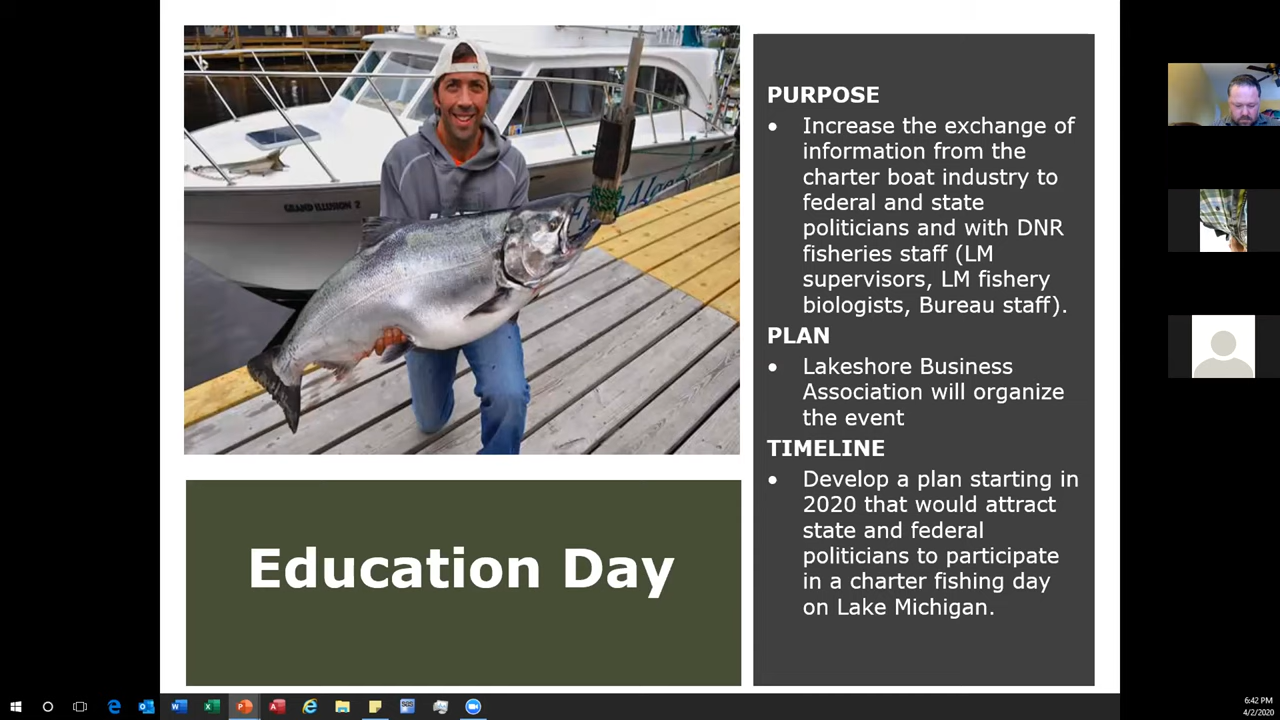 GRAND ILLUSION 2
PURPOSE
• Increase the exchange of
information from the
charter boat industry to
federal and state
politicians and with DNR
fisheries staff (LM
supervisors, LM fishery
biologists, Bureau staff).
PLAN
• Lakeshore Business
Association will organize
the event
TIMELINE
• Develop a plan starting in
2020 that would attract
state and federal
politicians to participate
in a charter fishing day
on Lake Michigan.
Education Day
6:42 PM
4/2/2020